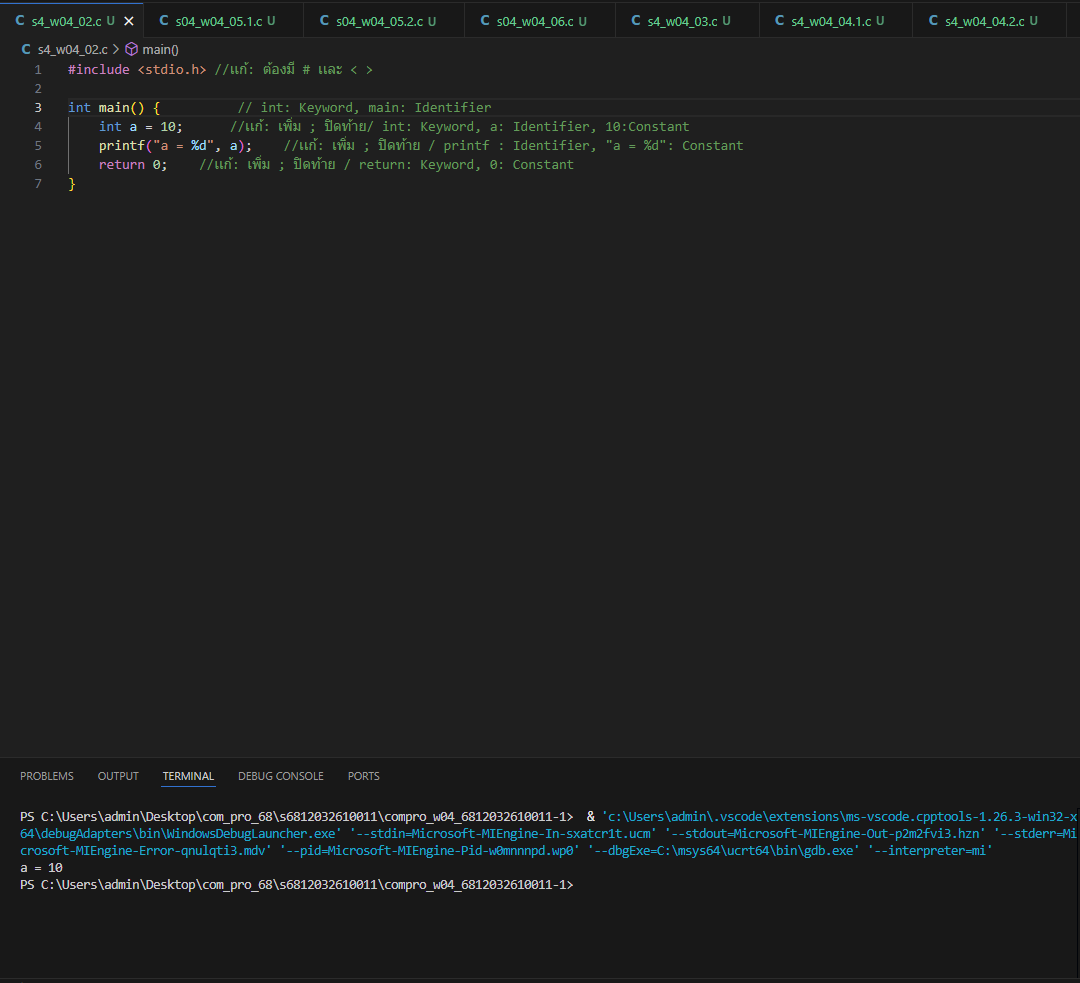 C s4_w04_02.c U × C s04_w04_05.1.c U C s04_w04_05.2.c U C s04_w04_06.c U C s4_w04_03.c U C s4_w04_04.1.c U C s4_w04_04.2.c U
C s4_w04_02.c > main()
1 #include <stdio.h> //แก้: ต้องมี # และ < >
2
3 int main() { // int: Keyword, main: Identifier
4 int a = 10; //แก้: เพิ่ม ; ปิดท้าย/ int: Keyword, a: Identifier, 10:Constant
5 printf("a = %d", a); //แก้: เพิ่ม ; ปิดท้าย / printf : Identifier, "a = %d": Constant
6 return 0; //แก้: เพิ่ม ; ปิดท้าย / return: Keyword, 0: Constant
7 }
PROBLEMS OUTPUT TERMINAL DEBUG CONSOLE PORTS
PS C:\Users\admin\Desktop\com_pro_68\s6812032610011\compro_w04_6812032610011-1> & 'c:\Users\admin\.vscode\extensions\ms-vscode.cpptools-1.26.3-win32-x
64\debugAdapters\bin\WindowsDebugLauncher.exe' '--stdin=Microsoft-MIEngine-In-sxatcr1t.ucm' '--stdout=Microsoft-MIEngine-Out-p2m2fvi3.hzn' '--stderr=Mi
crosoft-MIEngine-Error-qnulqti3.mdv' '--pid=Microsoft-MIEngine-Pid-w0mnnnpd.wp0' '--dbgExe=C:\msys64\ucrt64\bin\gdb.exe' '--interpreter=mi'
a = 10
PS C:\Users\admin\Desktop\com_pro_68\s6812032610011\compro_w04_6812032610011-1>